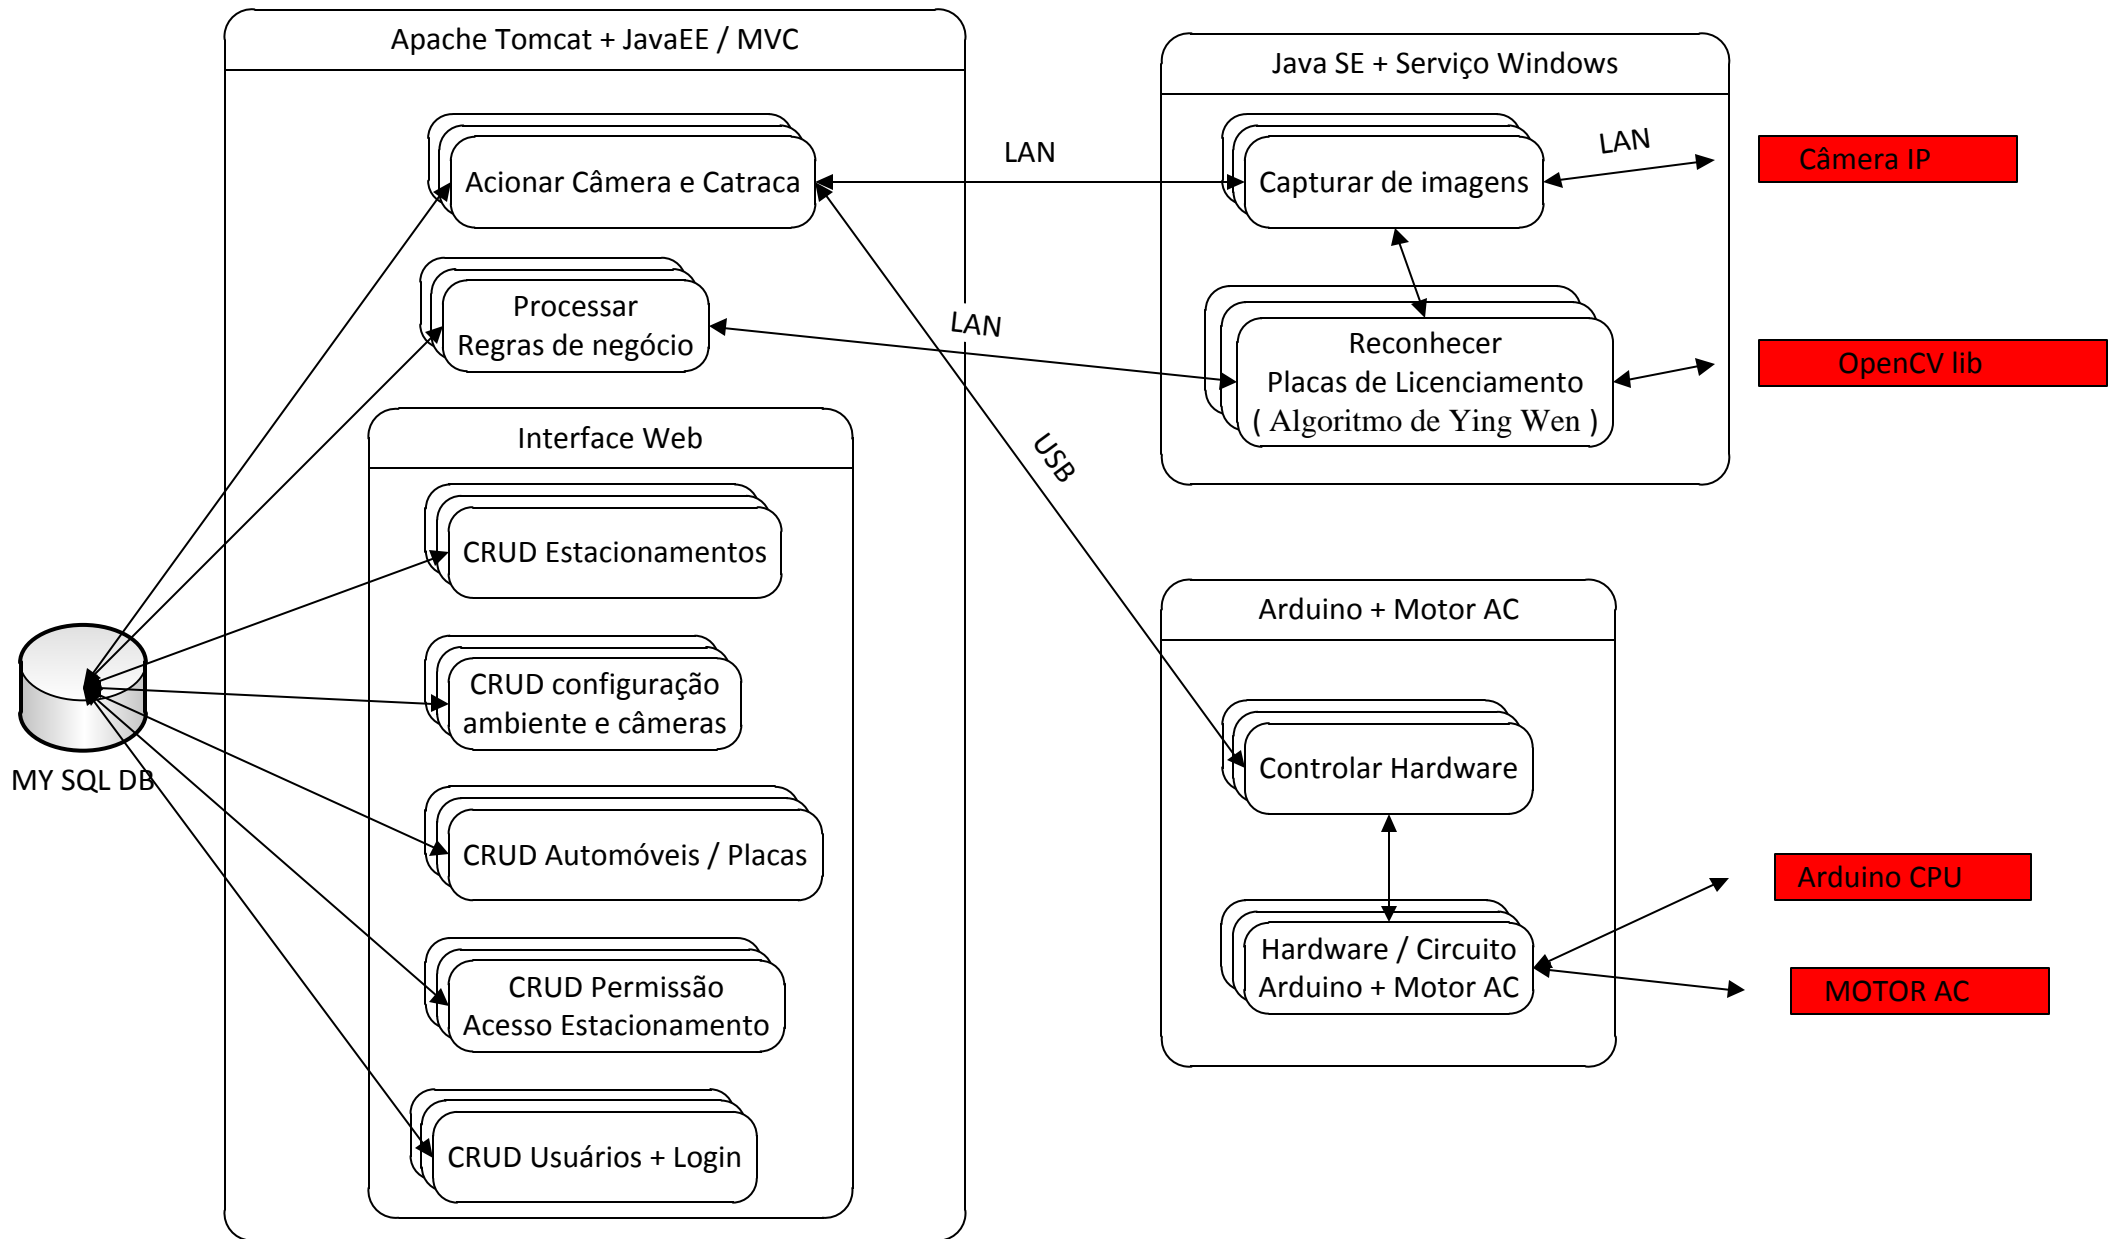 Apache Tomcat + JavaEE / MVC
Acionar Câmera e Catraca
Processar
Regras de negócio
Interface Web
CRUD Estacionamentos
CRUD configuração
ambiente e câmeras
CRUD Automóveis / Placas
CRUD Permissão
Acesso Estacionamento
CRUD Usuários + Login
MY SQL DB
LAN
LAN
USB
Java SE + Serviço Windows
Capturar de imagens
LAN
Reconhecer
Placas de Licenciamento
( Algoritmo de Ying Wen )
Câmera IP
OpenCV lib
Arduino + Motor AC
Controlar Hardware
Hardware / Circuito
Arduino + Motor AC
Arduino CPU
MOTOR AC